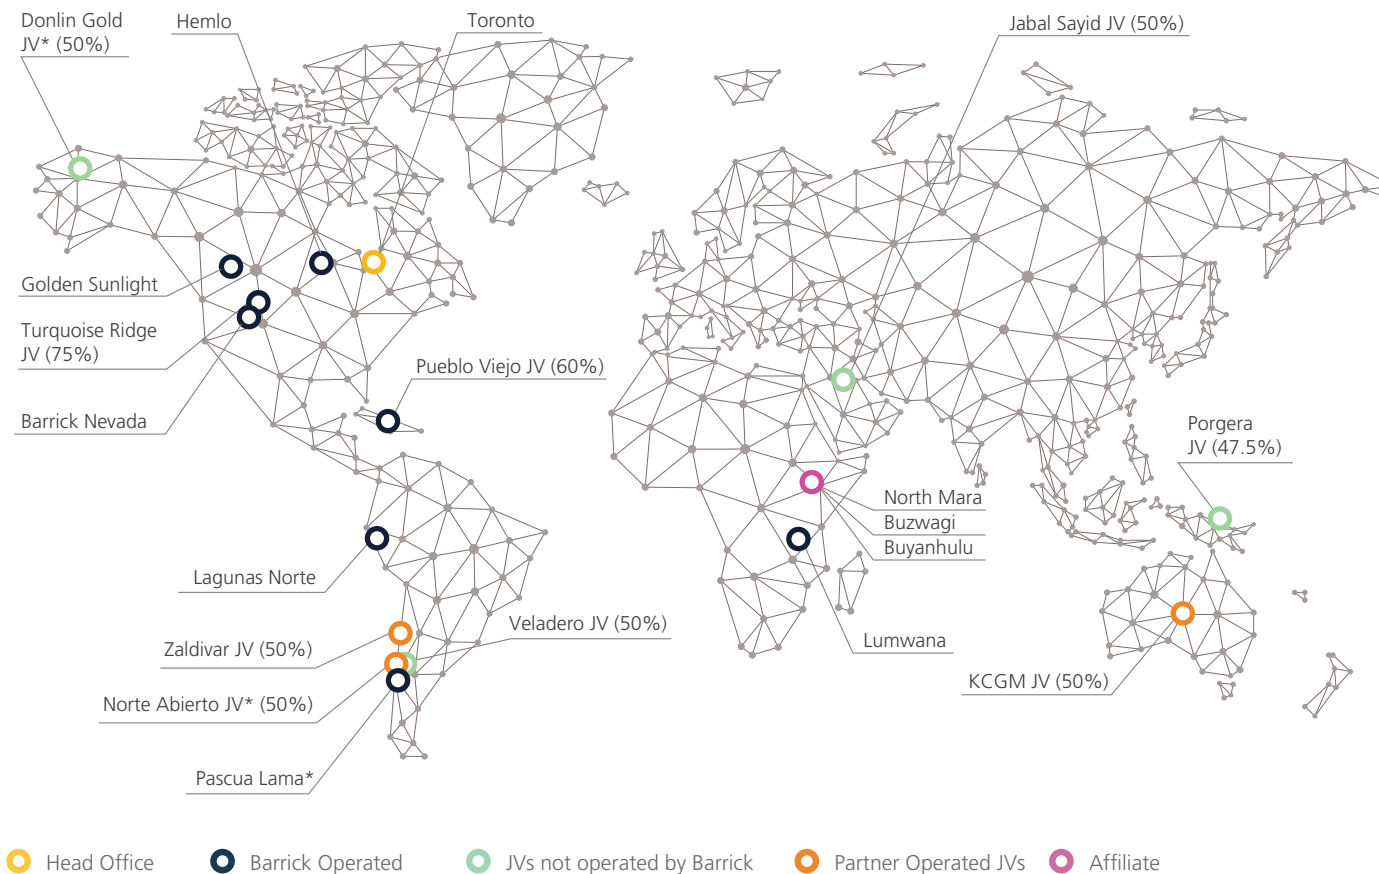 Donlin Gold
JV* (50%)
Hemlo
Toronto
Jabal Sayid JV (50%)
Golden Sunlight
Turquoise Ridge
JV (75%)
Barrick Nevada
Pueblo Viejo JV (60%)
Porgera
JV (47.5%)
North Mara
Buzwagi
Buyanhulu
Lagunas Norte
Veladero JV (50%)
Lumwana
Zaldivar JV (50%)
KCGM JV (50%)
Norte Abierto JV* (50%)
Pascua Lama*
Head Office
Barrick Operated
JVs not operated by Barrick
Partner Operated JVs
Affiliate